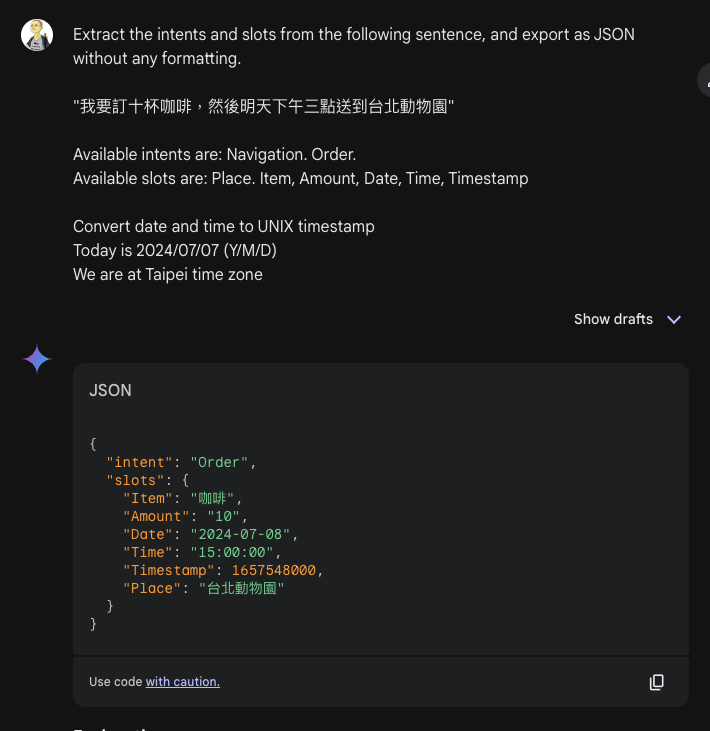 Extract the intents and slots from the following sentence, and export as JSON
without any formatting.
"我要訂十杯咖啡，然後明天下午三點送到台北動物園"
Available intents are: Navigation. Order.
Available slots are: Place. Item, Amount, Date, Time, Timestamp
Convert date and time to UNIX timestamp
Today is 2024/07/07 (Y/M/D)
We are at Taipei time zone
Show drafts
JSON
{
"intent": "Order",
"slots": {
"Item": "咖啡",
"Amount": "10",
"Date": "2024-07-08",
"Time": "15:00:00",
"Timestamp": 1657548000,
"Place": "台北動物園"
}
}
Use code with caution.